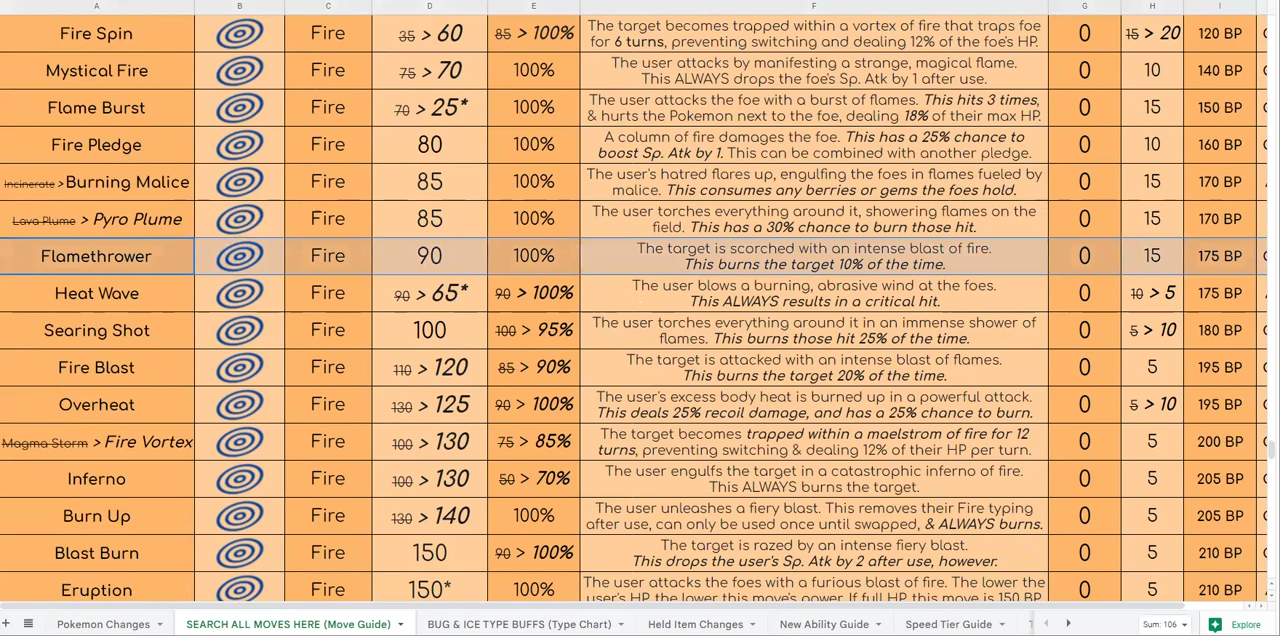 A B C D E F G H I
Fire Spin Fire 35 > 60 85 > 100% The target becomes trapped within a vortex of fire that traps foe for 6 turns, preventing switching and dealing 12% of the foe's HP. 0 15 > 20 120 BP
Mystical Fire Fire 75 > 70 100% The user attacks by manifesting a strange, magical flame. This ALWAYS drops the foe's Sp. Atk by 1 after use. 0 10 140 BP
Flame Burst Fire 70 > 25* 100% The user attacks the foe with a burst of flames. This hits 3 times, & hurts the Pokemon next to the foe, dealing 18% of their max HP. 0 15 150 BP
Fire Pledge Fire 80 100% A column of fire damages the foe. This has a 25% chance to boost Sp. Atk by 1. This can be combined with another pledge. 0 10 160 BP
Incinerate > Burning Malice Fire 85 100% The user's hatred flares up, engulfing the foes in flames fueled by malice. This consumes any berries or gems the foes hold. 0 15 170 BP
Lava Plume > Pyro Plume Fire 85 100% The user torches everything around it, showering flames on the field. This has a 30% chance to burn those hit. 0 15 170 BP
Flamethrower Fire 90 100% The target is scorched with an intense blast of fire. This burns the target 10% of the time. 0 15 175 BP
Heat Wave Fire 90 > 65* 90 > 100% The user blows a burning, abrasive wind at the foes. This ALWAYS results in a critical hit. 0 10 > 5 175 BP
Searing Shot Fire 100 100 > 95% The user torches everything around it in an immense shower of flames. This burns those hit 25% of the time. 0 5 > 10 180 BP
Fire Blast Fire 110 > 120 85 > 90% The target is attacked with an intense blast of flames. This burns the target 20% of the time. 0 5 195 BP
Overheat Fire 130 > 125 90 > 100% The user's excess body heat is burned up in a powerful attack. This deals 25% recoil damage, and has a 25% chance to burn. 0 5 > 10 195 BP
Magma Storm > Fire Vortex Fire 100 > 130 75 > 85% The target becomes trapped within a maelstrom of fire for 12 turns, preventing switching & dealing 12% of their HP per turn. 0 5 200 BP
Inferno Fire 100 > 130 50 > 70% The user engulfs the target in a catastrophic inferno of fire. This ALWAYS burns the target. 0 5 205 BP
Burn Up Fire 130 > 140 100% The user unleashes a fiery blast. This removes their Fire typing after use, can only be used once until swapped, & ALWAYS burns. 0 5 205 BP
Blast Burn Fire 150 90 > 100% The target is razed by an intense fiery blast. This drops the user's Sp. Atk by 2 after use, however. 0 5 210 BP
Eruption Fire 150* 100% The user attacks the foes with a furious blast of fire. The lower the user's HP, the lower this move's power. If full HP, this move is 150 BP 0 5 210 BP
Pokemon Changes SEARCH ALL MOVES HERE (Move Guide) BUG & ICE TYPE BUFFS (Type Chart) Held Item Changes New Ability Guide Speed Tier Guide Sum: 106 Explore